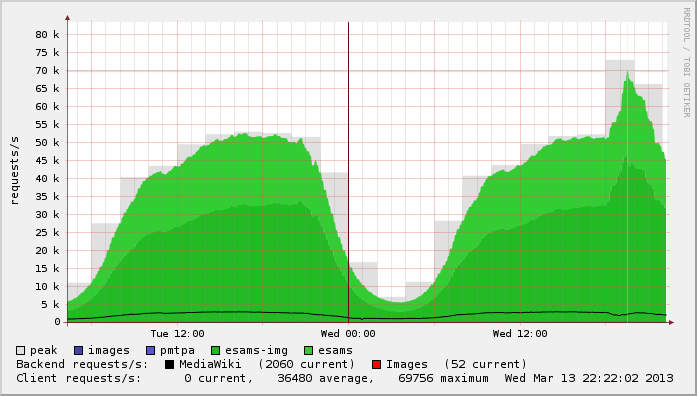 RRDTOOL / TOBI OETIKER
requests/s
80 k
75 k
70 k
65 k
60 k
55 k
50 k
45 k
40 k
35 k
30 k
25 k
20 k
15 k
10 k
5 k
0
Tue 12:00 Wed 00:00 Wed 12:00
peak images pmtpa esams-img esams
Backend requests/s: MediaWiki (2060 current) Images (52 current)
Client requests/s: 0 current, 36480 average, 69756 maximum Wed Mar 13 22:22:02 2013